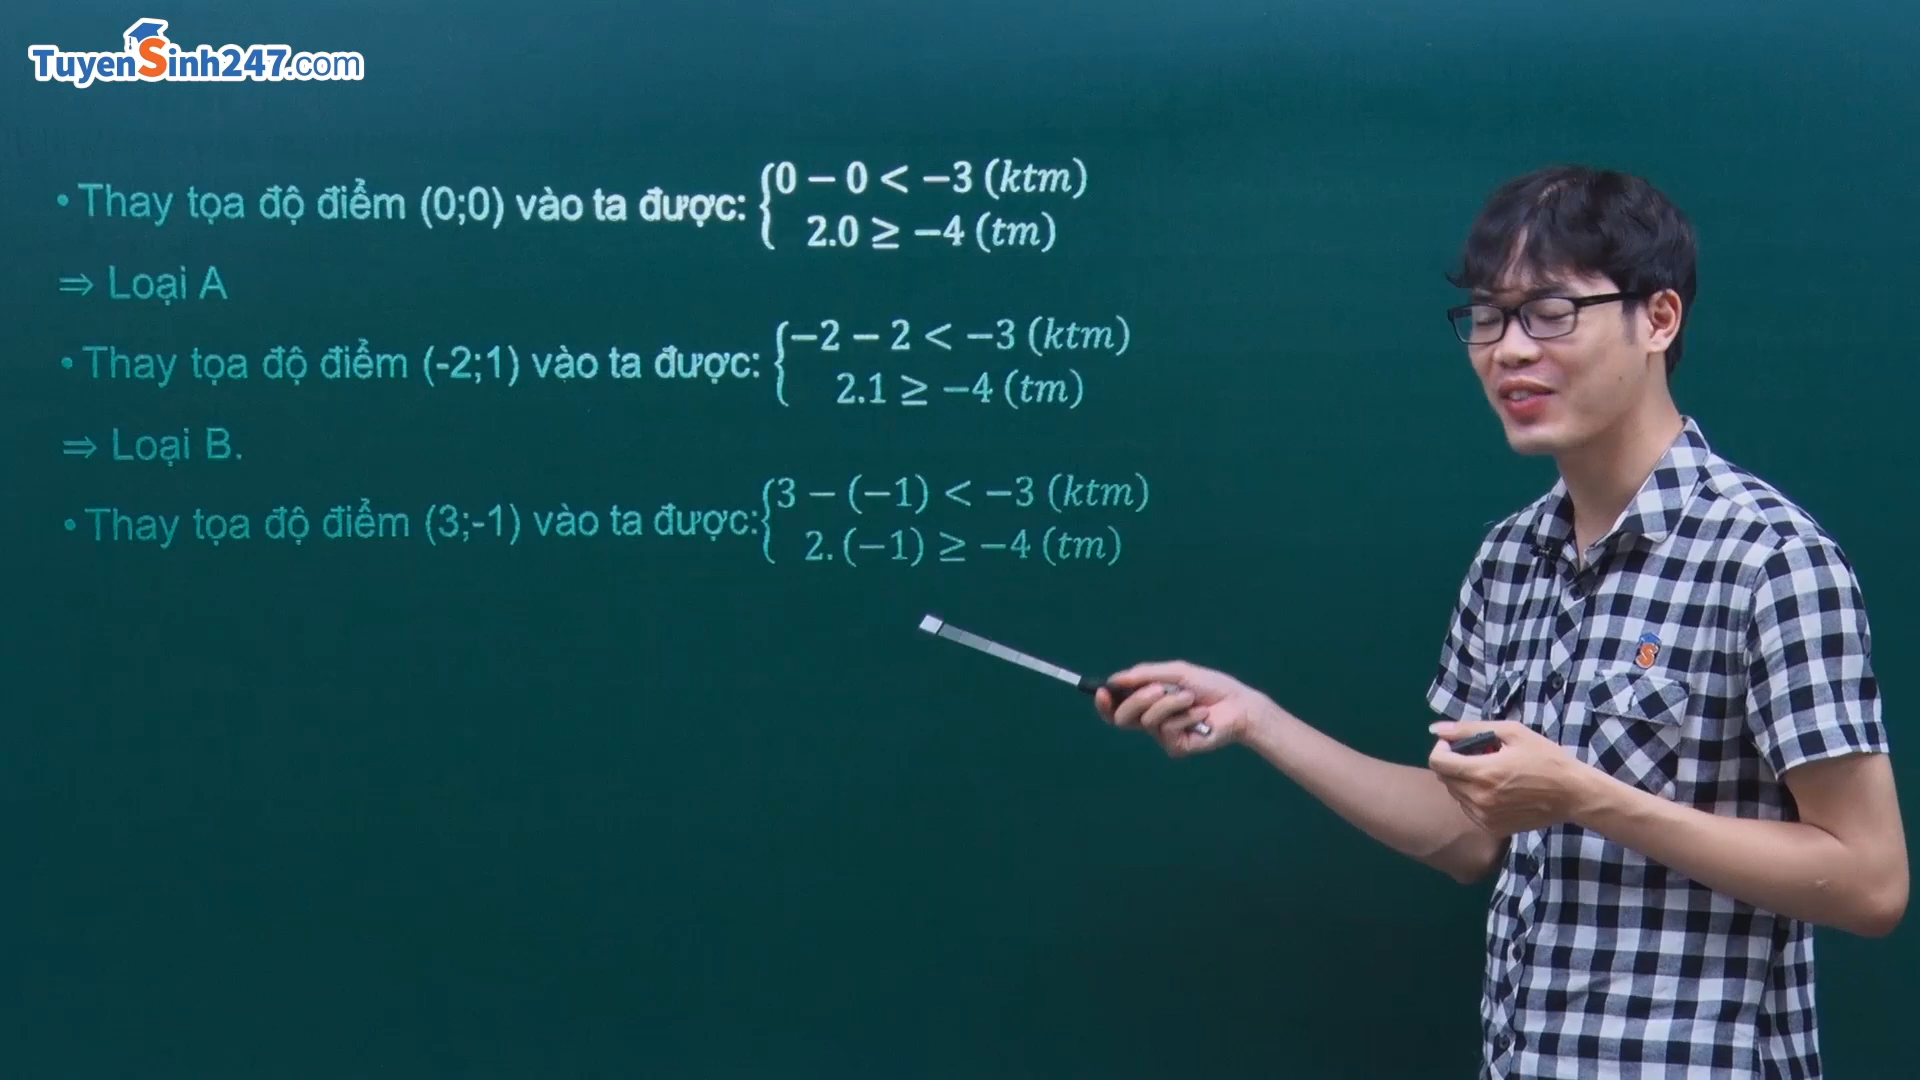 TuyenSinh247.com
• Thay tọa độ điểm (0;0) vào ta được: {0 − 0 < −3 (ktm)
2.0 ≥ −4 (tm)
⇒ Loại A
• Thay tọa độ điểm (-2;1) vào ta được: {−2 − 2 < −3 (ktm)
2.1 ≥ −4 (tm)
⇒ Loại B.
• Thay tọa độ điểm (3;-1) vào ta được: {3 − (−1) < −3 (ktm)
2. (−1) ≥ −4 (tm)
S